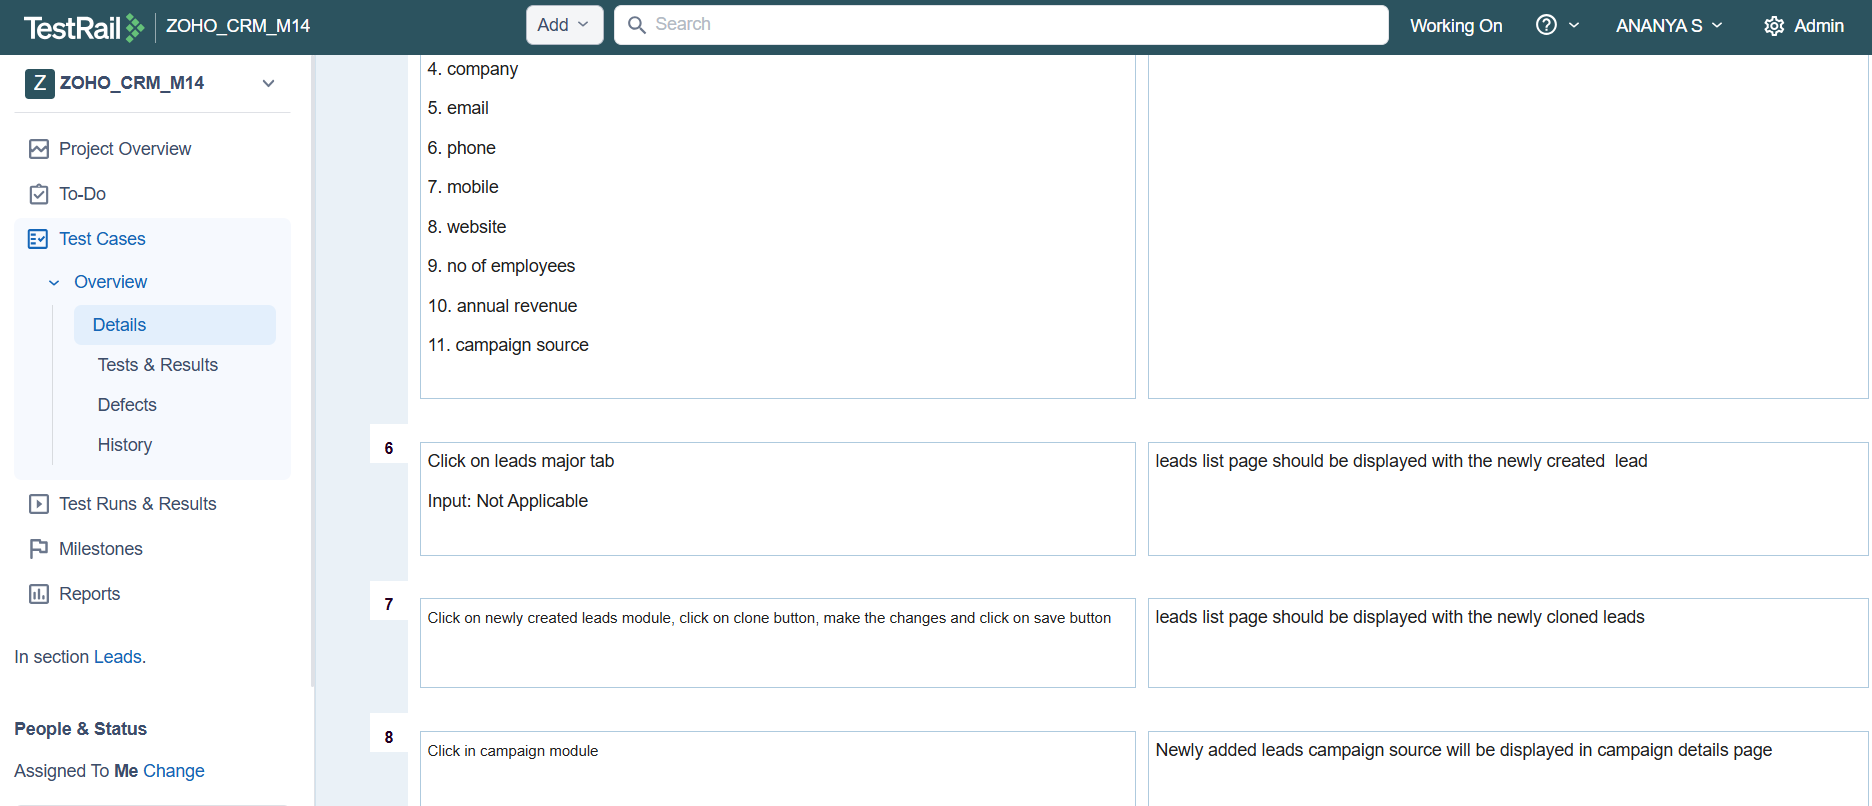 TestRail ZOHO_CRM_M14 Add Search Working On ANANYA S Admin
Z ZOHO_CRM_M14
Project Overview
To-Do
Test Cases
Overview
Details
Tests & Results
Defects
History
Test Runs & Results
Milestones
Reports
In section Leads.
People & Status
Assigned To Me Change
4. company
5. email
6. phone
7. mobile
8. website
9. no of employees
10. annual revenue
11. campaign source
6
Click on leads major tab
Input: Not Applicable
leads list page should be displayed with the newly created  lead
7
Click on newly created leads module, click on clone button, make the changes and click on save button
leads list page should be displayed with the newly cloned leads
8
Click in campaign module
Newly added leads campaign source will be displayed in campaign details page